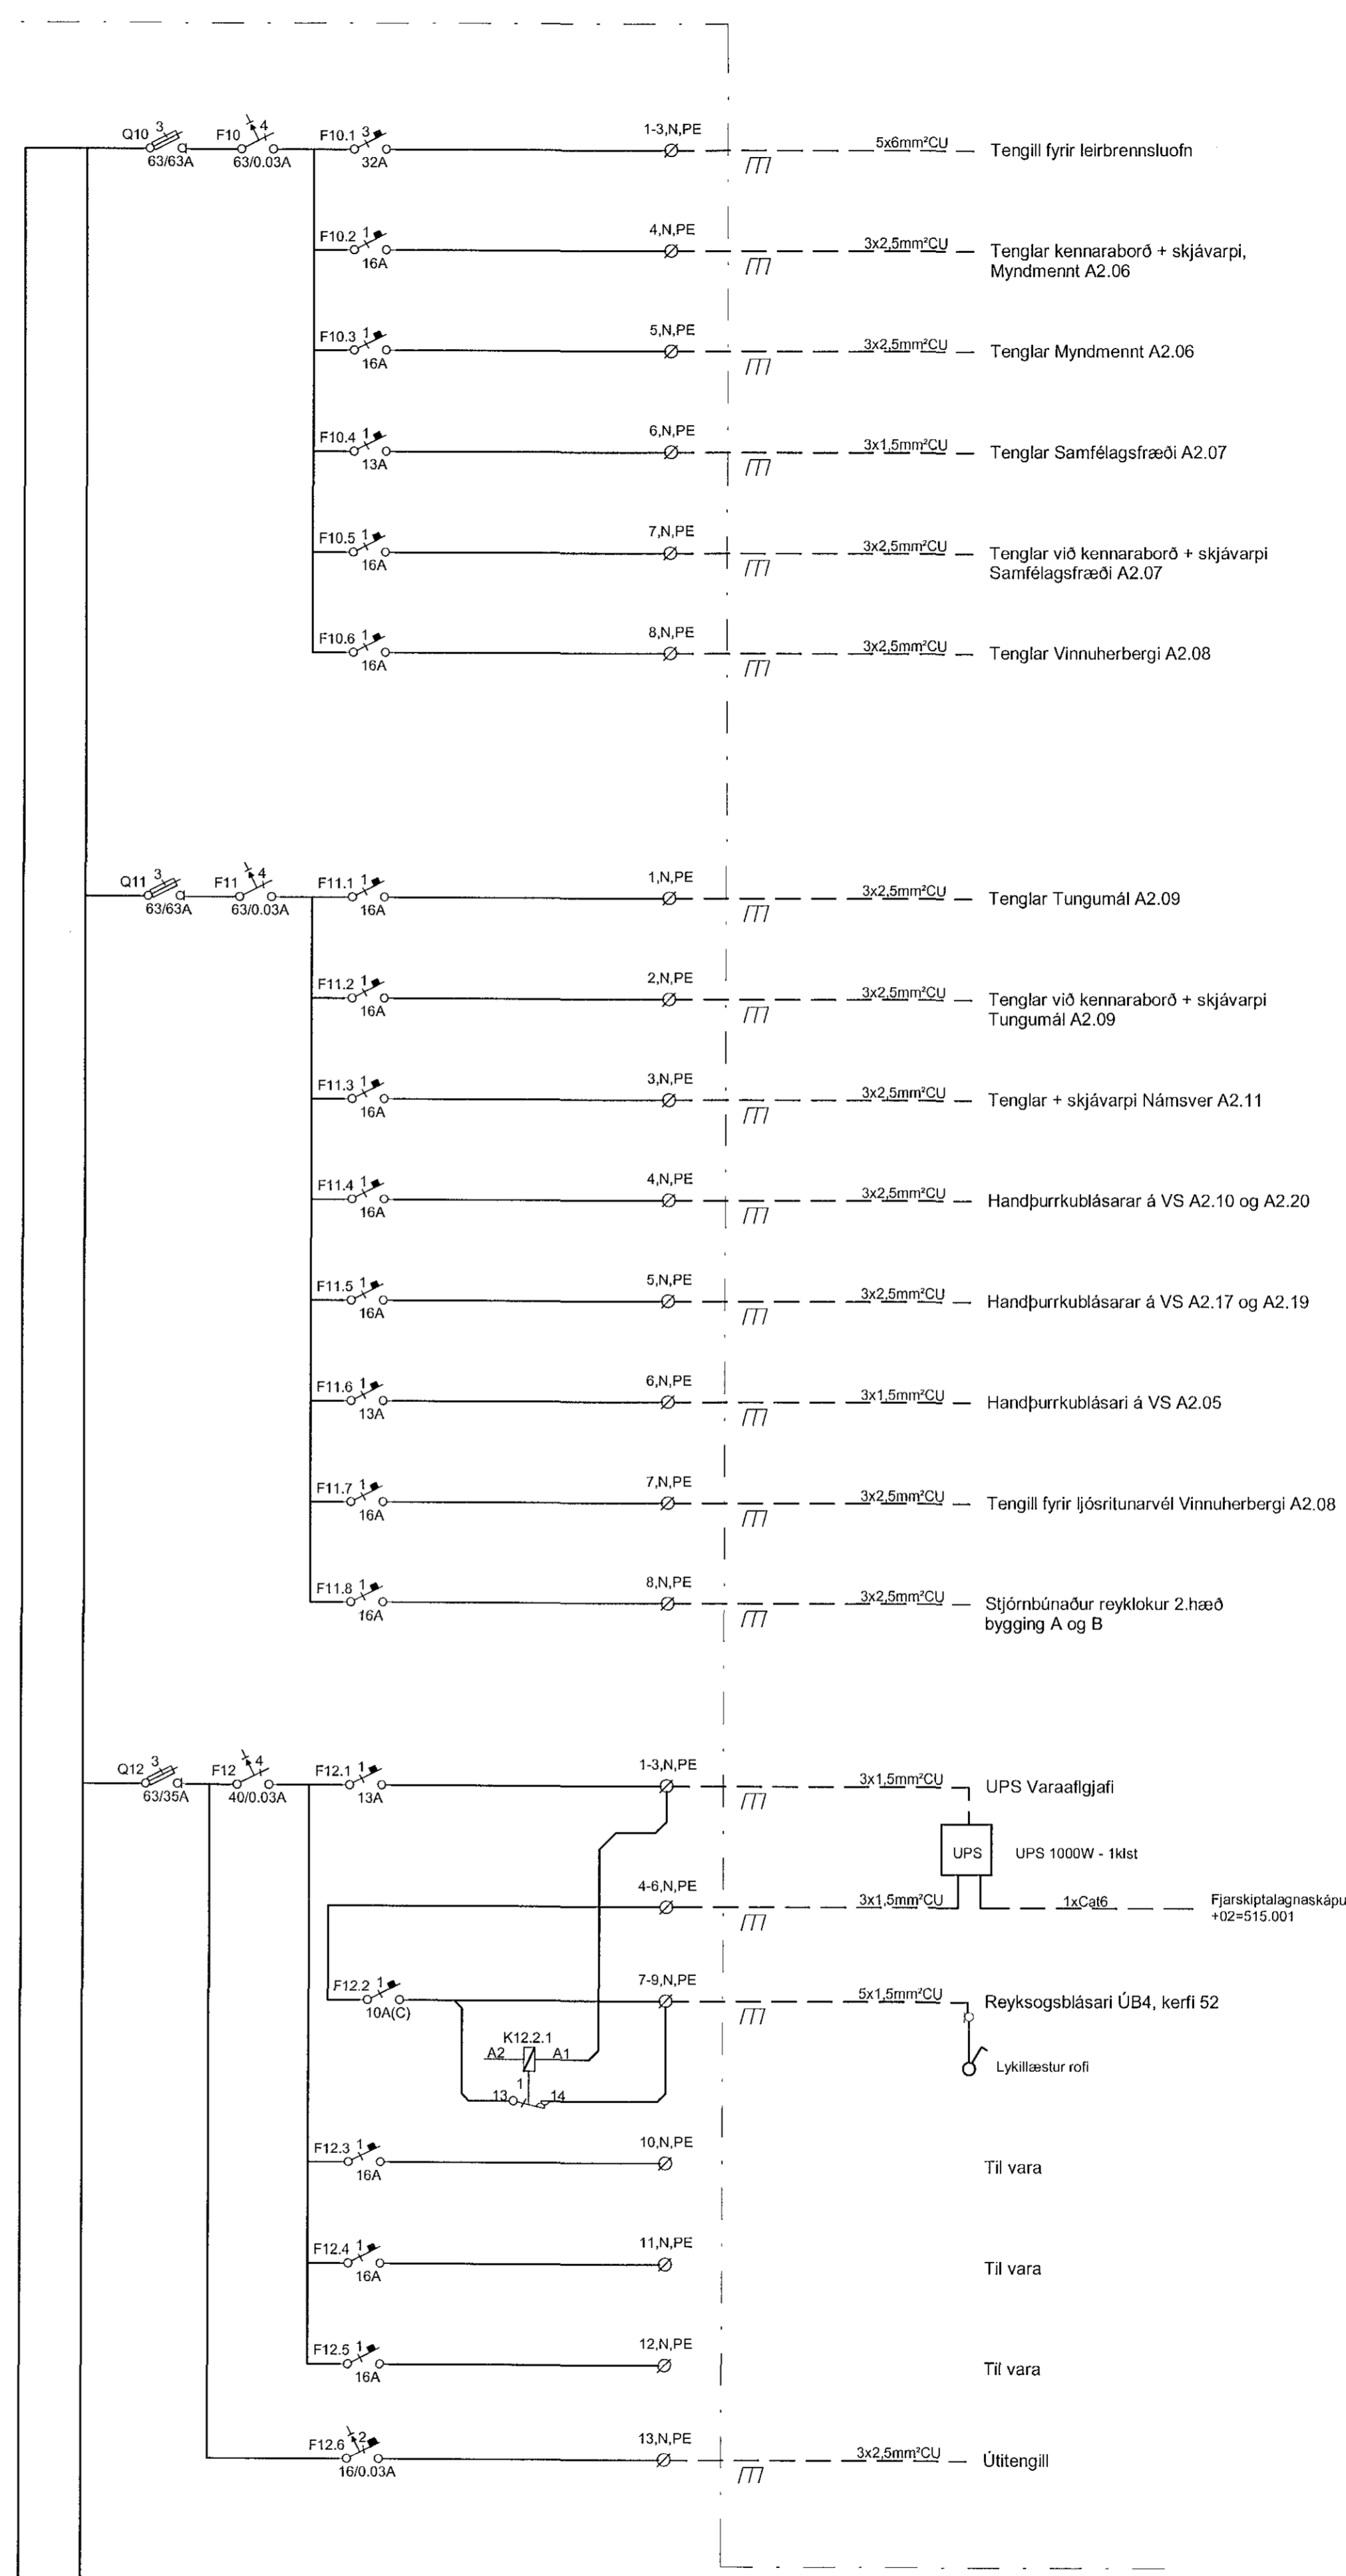 Q10 3 63/63A F10 4 63/0.03A F10.1 3 32A 1-3,N,PE 5x6mm²CU Tengill fyrir leirbrennsluofn
F10.2 1 16A 4,N,PE 3x2,5mm²CU Tenglar kennaraborð + skjávarpi,
Myndmennt A2.06
F10.3 1 16A 5,N,PE 3x2,5mm²CU Tenglar Myndmennt A2.06
F10.4 1 13A 6,N,PE 3x1,5mm²CU Tenglar Samfélagsfræði A2.07
F10.5 1 16A 7,N,PE 3x2,5mm²CU Tenglar við kennaraborð + skjávarpi
Samfélagsfræði A2.07
F10.6 1 16A 8,N,PE 3x2,5mm²CU Tenglar Vinnuherbergi A2.08
Q11 3 63/63A F11 4 63/0.03A F11.1 1 16A 1,N,PE 3x2,5mm²CU Tenglar Tungumál A2.09
F11.2 1 16A 2,N,PE 3x2,5mm²CU Tenglar við kennaraborð + skjávarpi
Tungumál A2.09
F11.3 1 16A 3,N,PE 3x2,5mm²CU Tenglar + skjávarpi Námsver A2.11
F11.4 1 16A 4,N,PE 3x2,5mm²CU Handþurrkublásarar á VS A2.10 og A2.20
F11.5 1 16A 5,N,PE 3x2,5mm²CU Handþurrkublásarar á VS A2.17 og A2.19
F11.6 1 13A 6,N,PE 3x1,5mm²CU Handþurrkublásari á VS A2.05
F11.7 1 16A 7,N,PE 3x2,5mm²CU Tengill fyrir ljósritunarvél Vinnuherbergi A2.08
F11.8 1 16A 8,N,PE 3x2,5mm²CU Stjórnbúnaður reyklokur 2.hæð
bygging A og B
Q12 3 63/35A F12 4 40/0.03A F12.1 1 13A 1-3,N,PE 3x1,5mm²CU UPS Varaaflgjafi
UPS UPS 1000W - 1klst
4-6,N,PE 3x1,5mm²CU 1xCat6 Fjarskiptalagnaskápu
+02=515.001
F12.2 1 10A(C) 7-9,N,PE 5x1,5mm²CU Reyksogsblásari ÚB4, kerfi 52
K12.2.1
A2 A1
Lykillæstur rofi
1
13 14
F12.3 1 16A 10,N,PE Til vara
F12.4 1 16A 11,N,PE Til vara
F12.5 1 16A 12,N,PE Til vara
F12.6 2 16/0.03A 13,N,PE 3x2,5mm²CU Útitengill